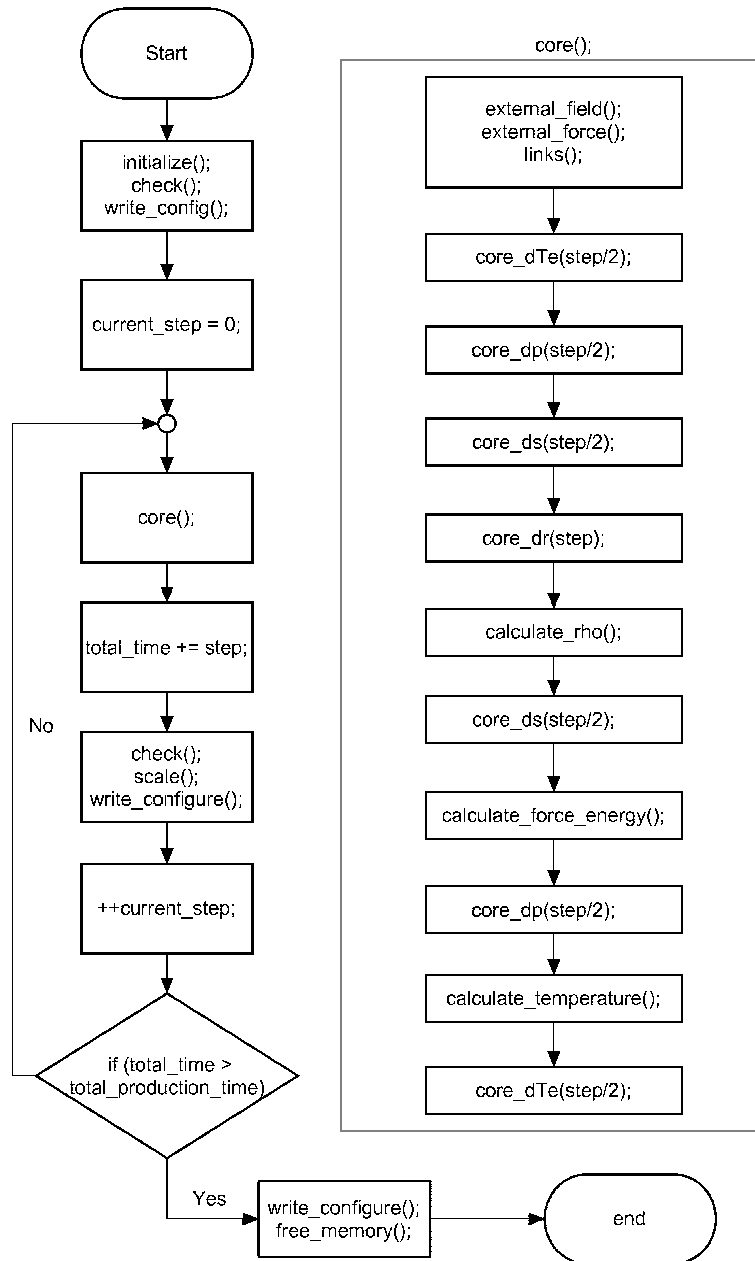 Start
initialize();
check();
write_config();
current_step = 0;
core();
total_time += step;
No
check();
scale();
write_configure();
++current_step;
if (total_time >
total_production_time)
Yes
write_configure();
free_memory();
end
core();
external_field();
external_force();
links();
core_dTe(step/2);
core_dp(step/2);
core_ds(step/2);
core_dr(step);
calculate_rho();
core_ds(step/2);
calculate_force_energy();
core_dp(step/2);
calculate_temperature();
core_dTe(step/2);